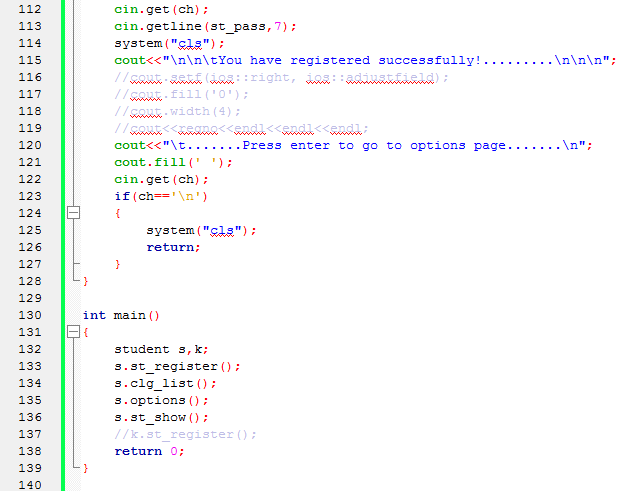 112 cin.get(ch);
113 cin.getline(st_pass,7);
114 system("cls");
115 cout<<"\n\n\tYou have registered successfully!.........\n\n\n";
116 //cout.setf(ios::right, ios::adjustfield);
117 //cout.fill('0');
118 //cout.width(4);
119 //cout<<regno<<endl<<endl<<endl;
120 cout<<"\t.......Press enter to go to options page.......\n";
121 cout.fill(' ');
122 cin.get(ch);
123 if(ch=='\n')
124 {
125 system("cls");
126 return;
127 }
128 }
129
130 int main()
131 {
132 student s,k;
133 s.st_register();
134 s.clg_list();
135 s.options();
136 s.st_show();
137 //k.st_register();
138 return 0;
139 }
140